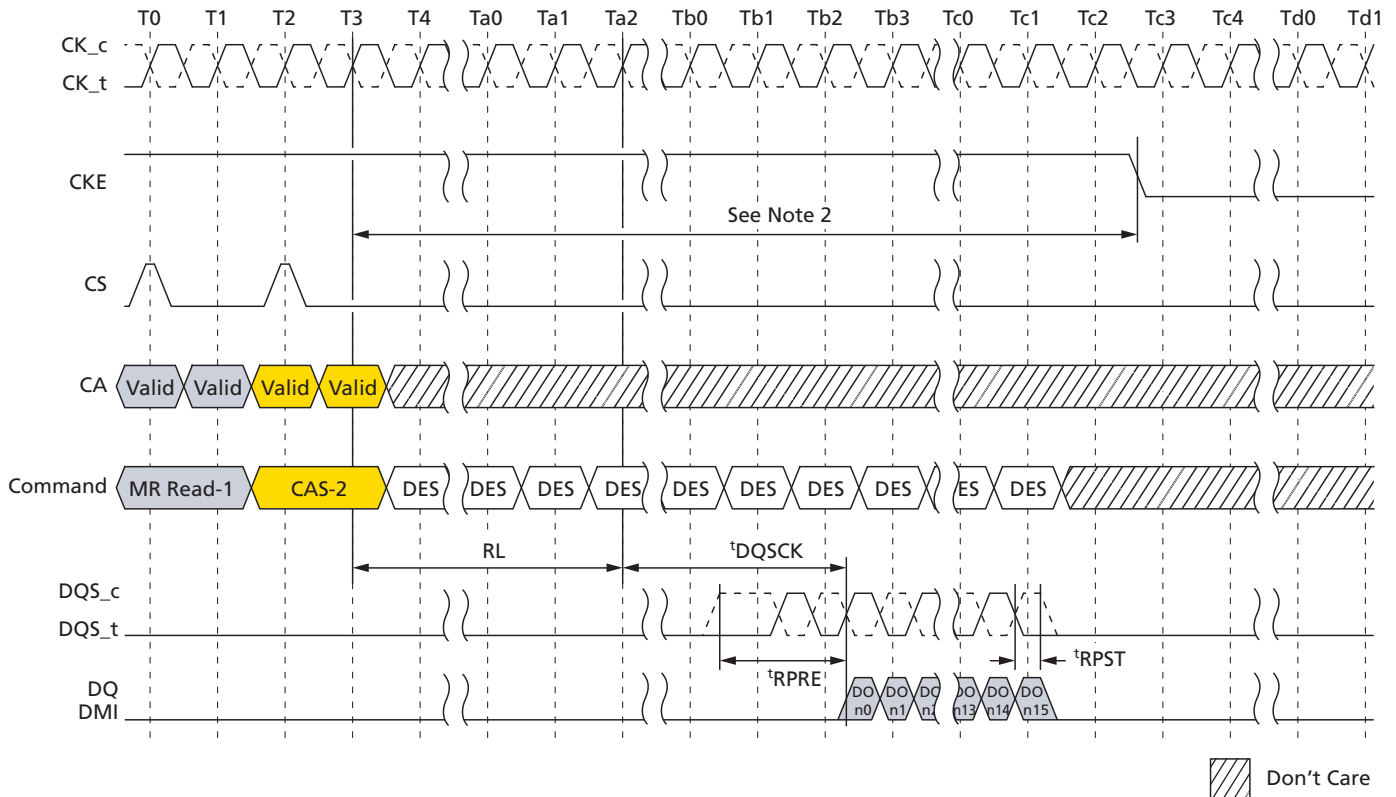 T0 T1 T2 T3 T4 Ta0 Ta1 Ta2 Tb0 Tb1 Tb2 Tb3 Tc0 Tc1 Tc2 Tc3 Tc4 Td0 Td1
CK_c
CK_t
CKE
See Note 2
CS
CA Valid Valid Valid Valid
Command MR Read-1 CAS-2 DES DES DES DES DES DES DES DES ES DES
RL tDQSCK
DQS_c
DQS_t
tRPRE tRPST
DQ DO DO DO DO DO DO
DMI n0 n1 n2 n13 n14 n15
Don't Care